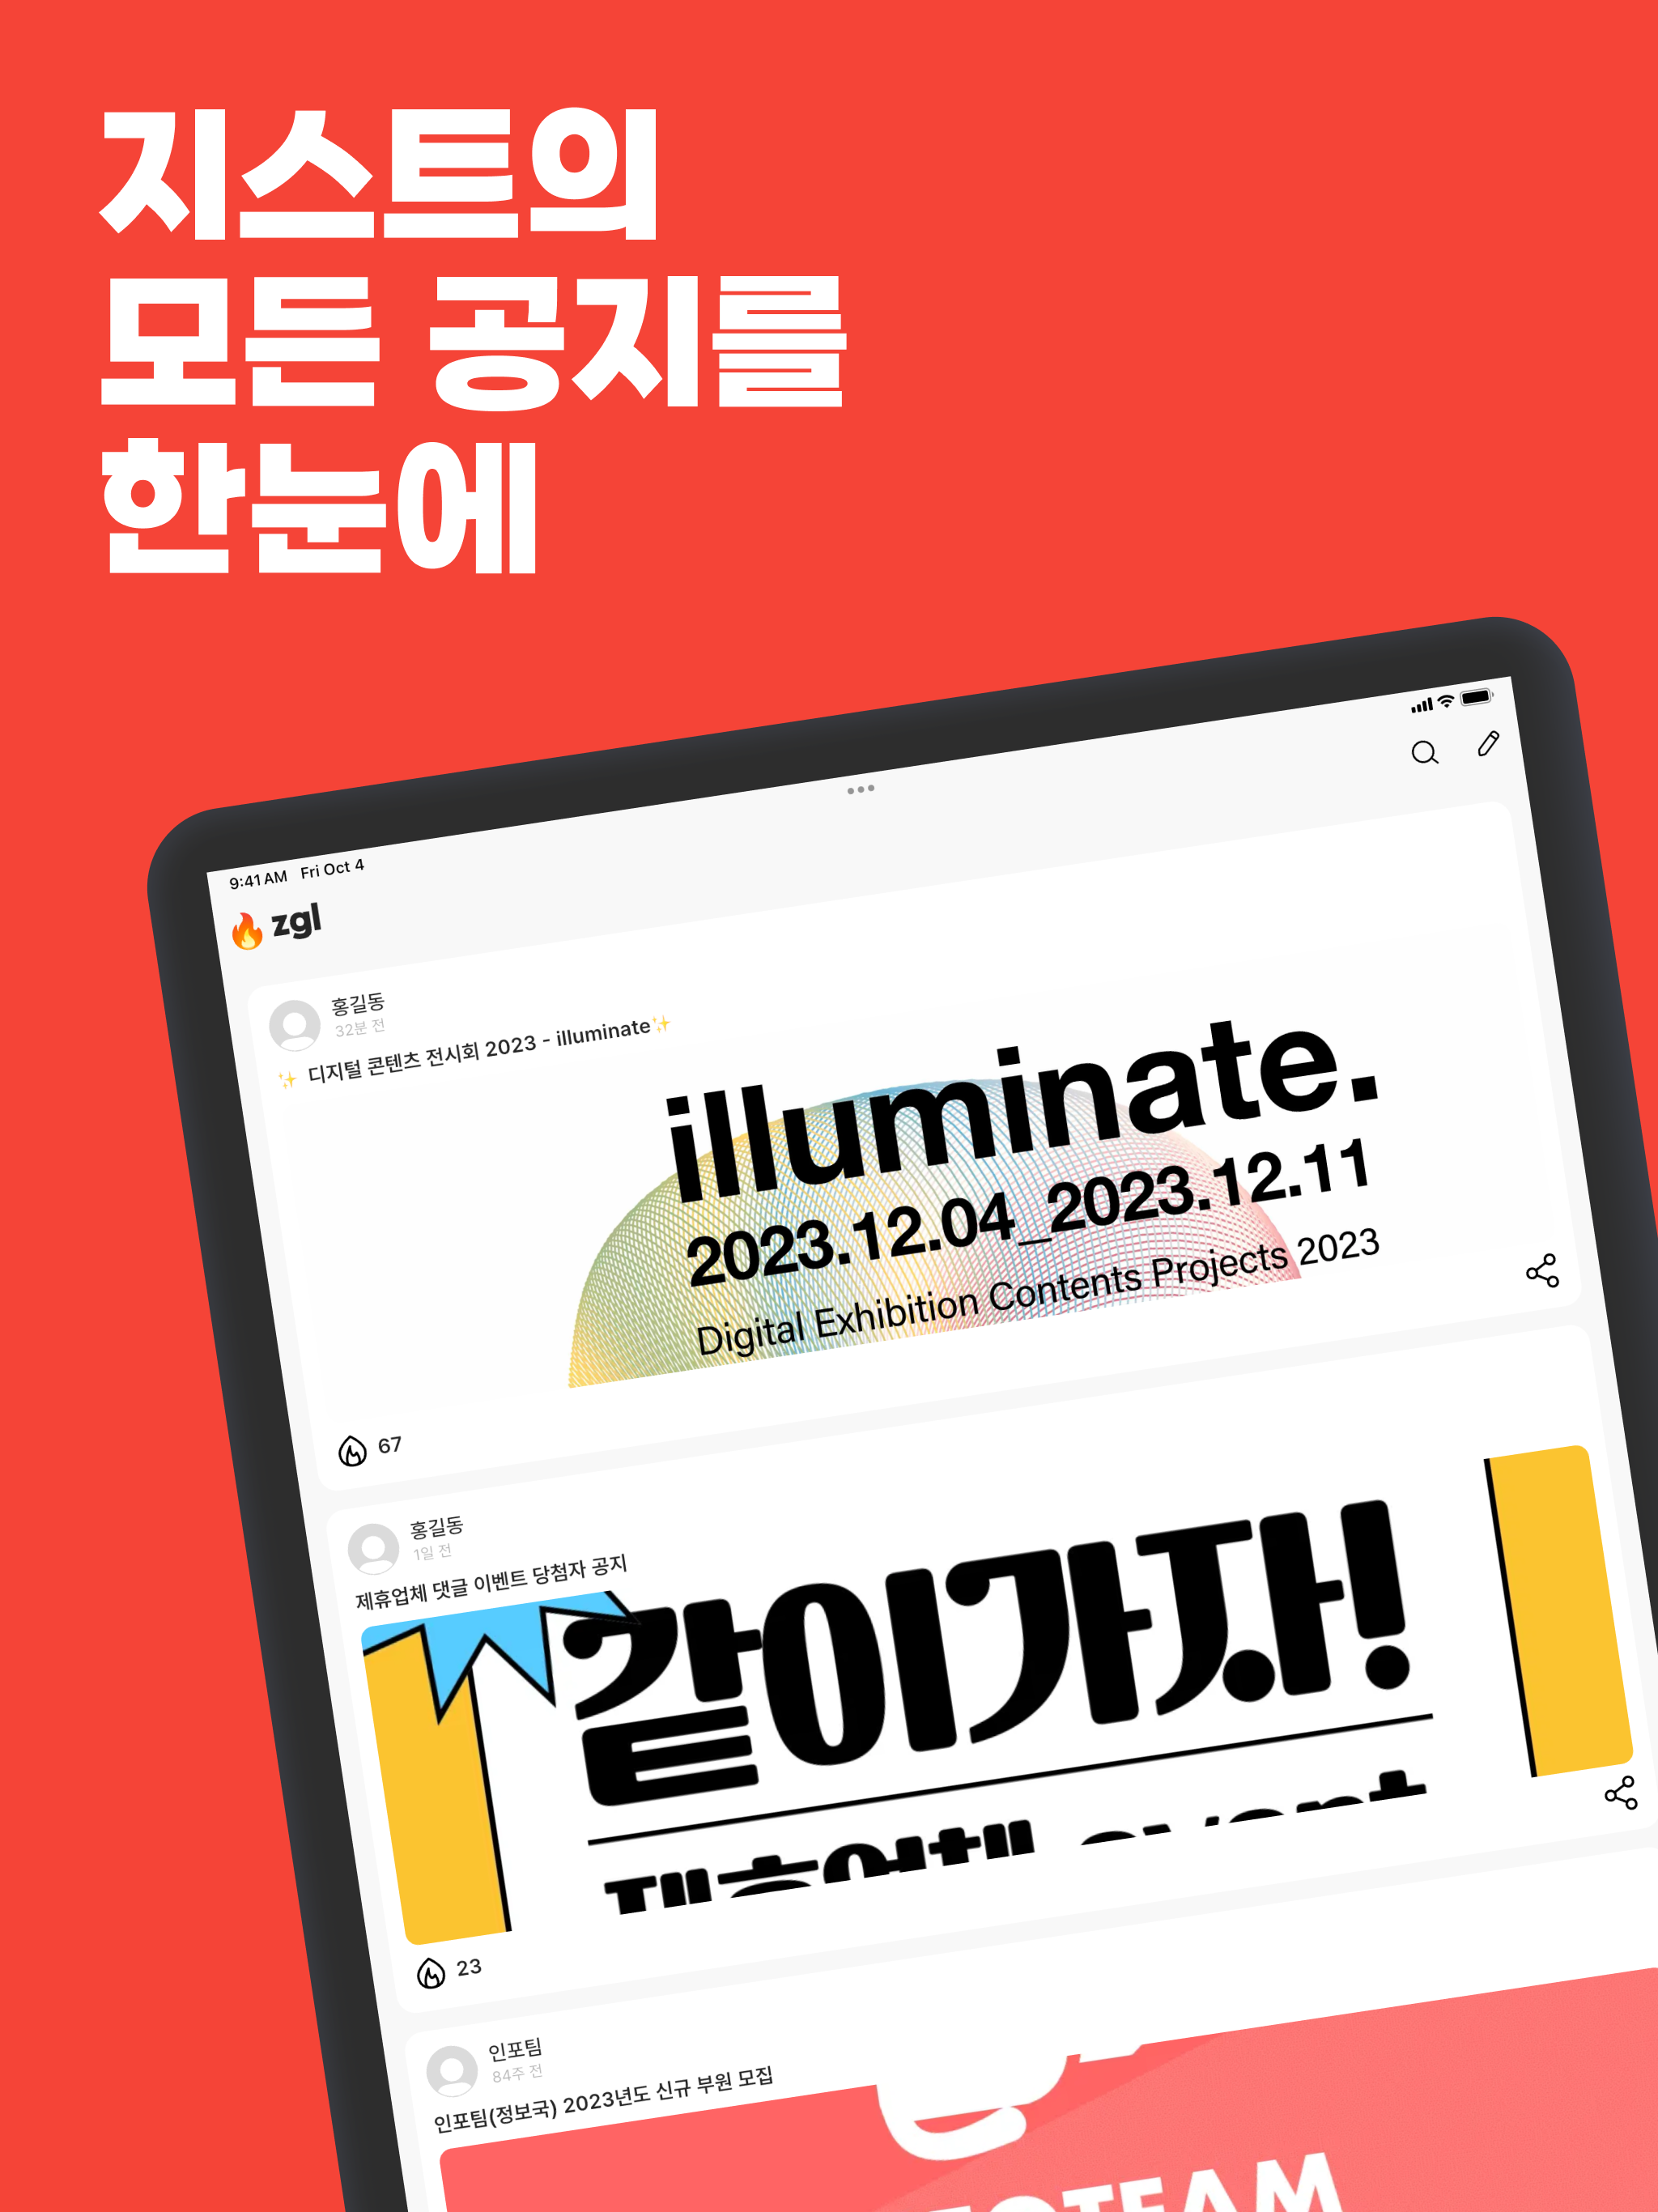 지스트의
모든 공지를
한눈에
9:41 AM Fri Oct 4
zgl
홍길동
32분 전
✨ 디지털 콘텐츠 전시회 2023 - illuminate✨
illuminate.
2023.12.04_2023.12.11
Digital Exhibition Contents Projects 2023
67
홍길동
1일 전
제휴업체 댓글 이벤트 당첨자 공지
같이가자!
23
인포팀
84주 전
인포팀(정보국) 2023년도 신규 부원 모집